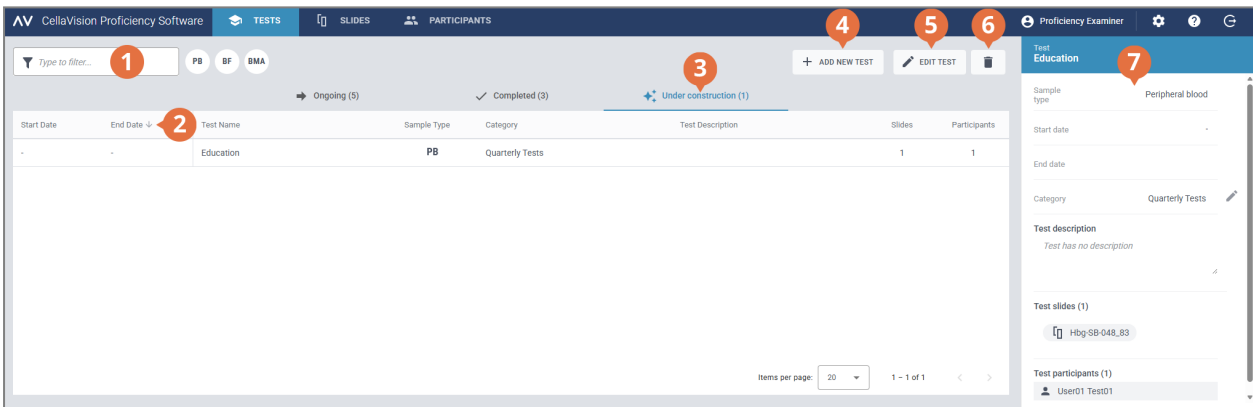 CellaVision Proficiency Software
TESTS
SLIDES
PARTICIPANTS
Proficiency Examiner
Type to filter...
1
PB
BF
BMA
3
4
ADD NEW TEST
5
EDIT TEST
6
Ongoing (5)
Completed (3)
Under construction (1)
Start Date
End Date
2
Test Name
Sample Type
Category
Test Description
Slides
Participants
-
-
Education
PB
Quarterly Tests
1
1
Items per page:
20
1 – 1 of 1
Test
Education
7
Sample
type
Peripheral blood
Start date
-
End date
Category
Quarterly Tests
Test description
Test has no description
Test slides (1)
Hbg-SB-048_83
Test participants (1)
User01 Test01